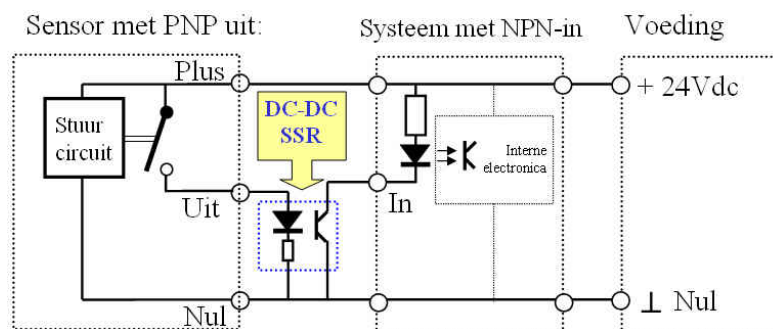 Sensor met PNP uit:
Systeem met NPN-in
Voeding
Plus
+ 24Vdc
DC-DC
SSR
Stuur
circuit
Interne
electronica
Uit
In
Nul
⊥ Nul